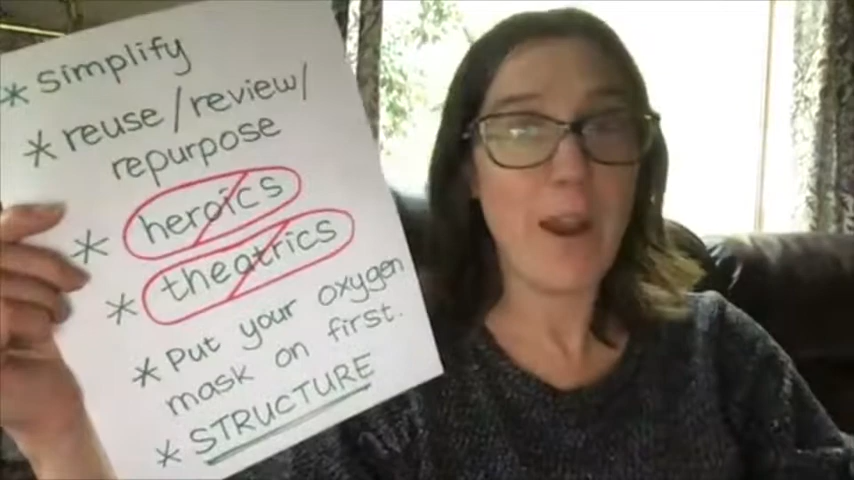 * Simplify
* reuse/review/
repurpose
* heroics
* theatrics
* Put your oxygen
mask on first.
* STRUCTURE